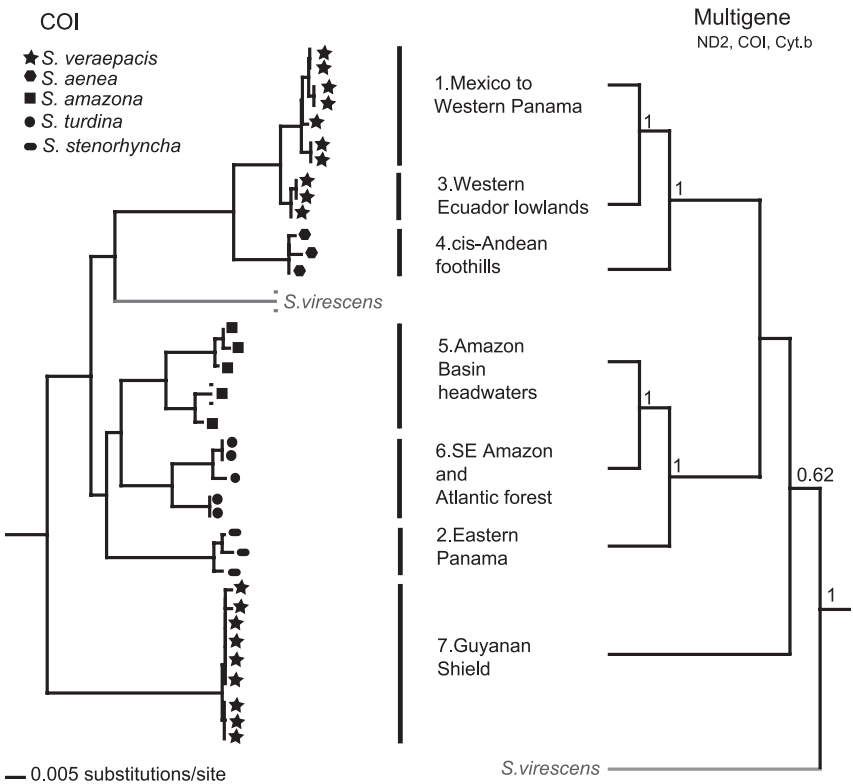 COI
S. veraepacis
S. aenea
S. amazona
S. turdina
S. stenorhyncha
S.virescens
0.005 substitutions/site
1.Mexico to
Western Panama
3.Western
Ecuador lowlands
4.cis-Andean
foothills
5.Amazon
Basin
headwaters
6.SE Amazon
and
Atlantic forest
2.Eastern
Panama
7.Guyanan
Shield
Multigene
ND2, COI, Cyt.b
1
1
1
1
0.62
1
S.virescens